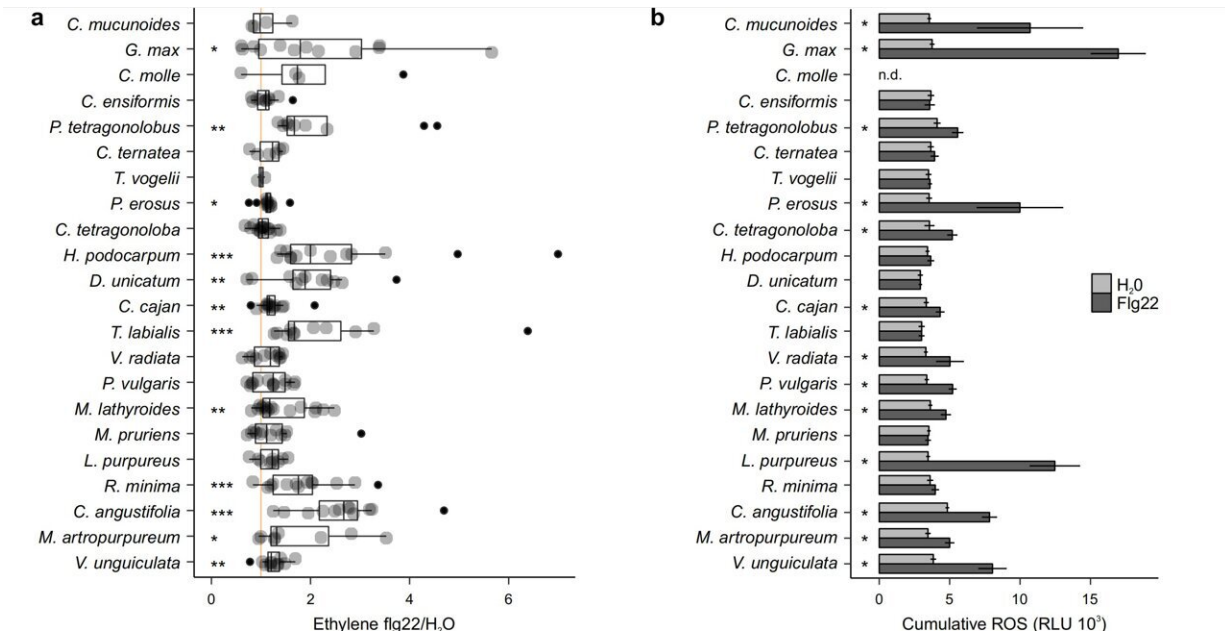 a
C. mucunoides
G. max *
C. molle
C. ensiformis
P. tetragonolobus **
C. ternatea
T. vogelii
P. erosus *
C. tetragonoloba
H. podocarpum ***
D. unicatum **
C. cajan **
T. labialis ***
V. radiata
P. vulgaris
M. lathyroides **
M. pruriens
L. purpureus
R. minima ***
C. angustifolia ***
M. artropurpureum *
V. unguiculata **
0 2 4 6
Ethylene flg22/H₂O
b
C. mucunoides *
G. max *
C. molle n.d.
C. ensiformis
P. tetragonolobus *
C. ternatea
T. vogelii
P. erosus *
C. tetragonoloba *
H. podocarpum
D. unicatum
C. cajan *
T. labialis
V. radiata *
P. vulgaris *
M. lathyroides *
M. pruriens
L. purpureus *
R. minima
C. angustifolia *
M. artropurpureum *
V. unguiculata *
H₂0
Flg22
0 5 10 15
Cumulative ROS (RLU 10³)